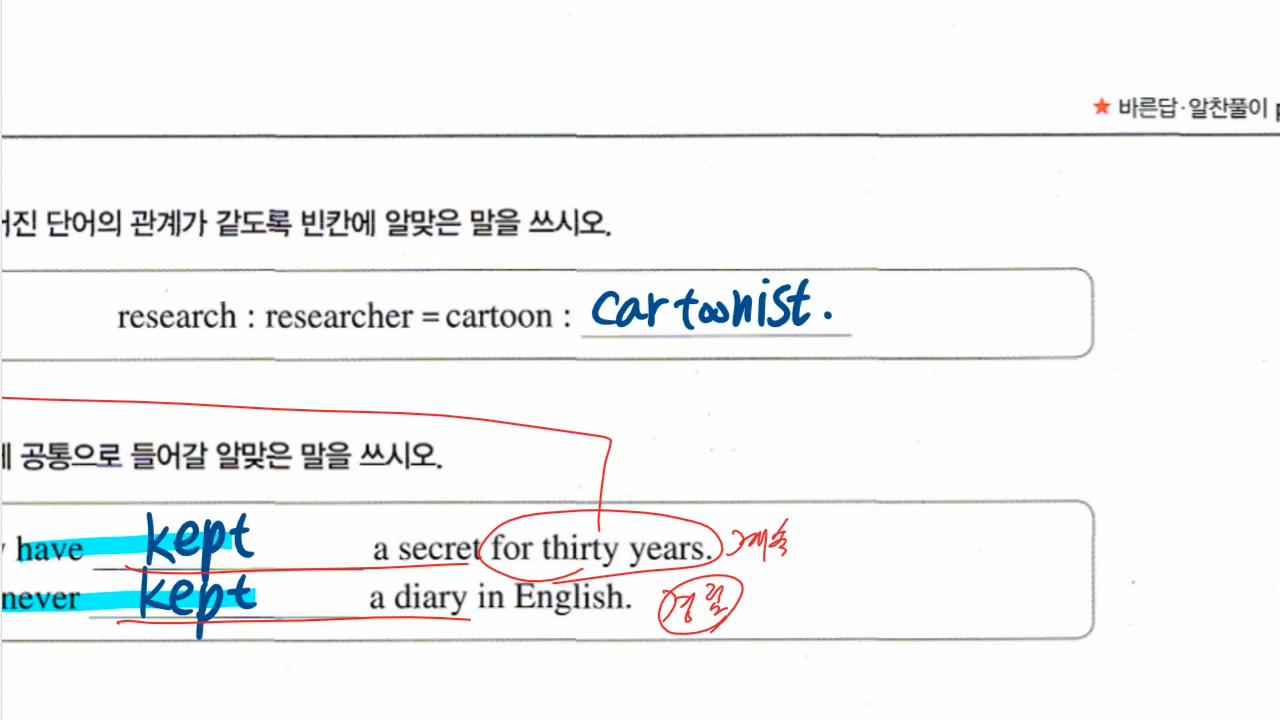 ★ 바른답·알찬풀이 p
어진 단어의 관계가 같도록 빈칸에 알맞은 말을 쓰시오.
research : researcher = cartoon : cartoonist.
에 공통으로 들어갈 알맞은 말을 쓰시오.
have kept a secret for thirty years. 계속
never kept a diary in English. 경험